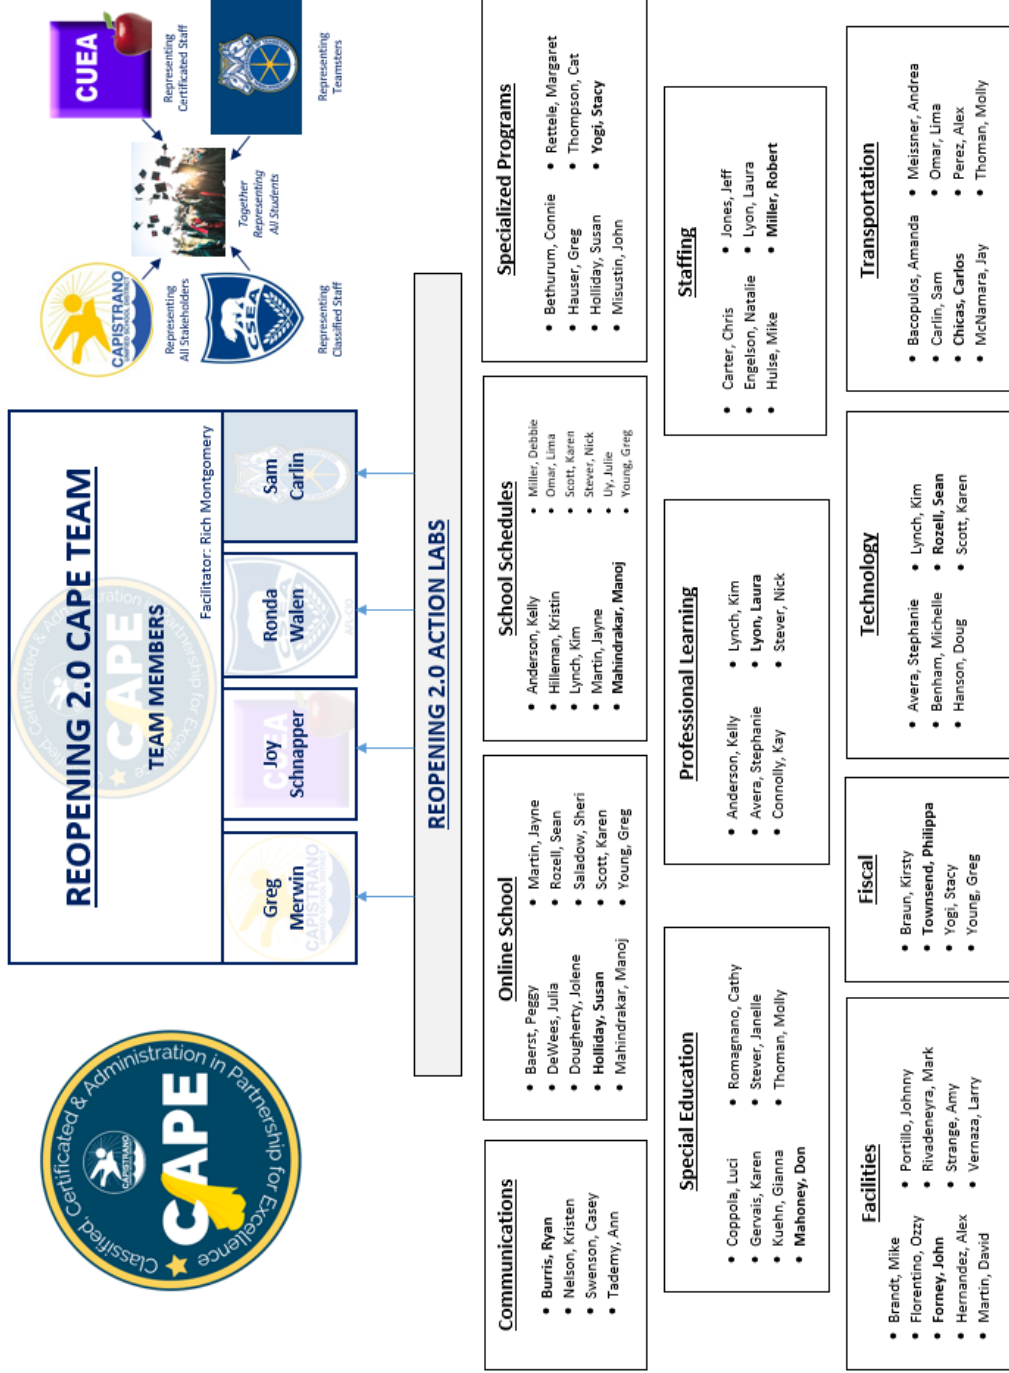 Classified, Certificated & Administration in Partnership for Excellence
CAPISTRANO
CAPE
REOPENING 2.0 CAPE TEAM
TEAM MEMBERS
Facilitator: Rich Montgomery
Greg
Merwin
Joy
Schnapper
Ronda
Walen
Sam
Carlin
CAPISTRANO
UNIFIED SCHOOL DISTRICT
Representing
All Stakeholders
CUEA
Representing
Certificated Staff
Together
Representing
All Students
CSEA
Representing
Classified Staff
Representing
Teamsters
REOPENING 2.0 ACTION LABS
Communications
• Burris, Ryan
• Nelson, Kristen
• Swenson, Casey
• Tademy, Ann
Online School
• Baerst, Peggy
• DeWees, Julia
• Dougherty, Jolene
• Holliday, Susan
• Mahindrakar, Manoj
• Martin, Jayne
• Rozell, Sean
• Saladow, Sheri
• Scott, Karen
• Young, Greg
School Schedules
• Anderson, Kelly
• Hilleman, Kristin
• Lynch, Kim
• Martin, Jayne
• Mahindrakar, Manoj
• Miller, Debbie
• Omar, Lima
• Scott, Karen
• Stever, Nick
• Uy, Julie
• Young, Greg
Specialized Programs
• Bethurum, Connie
• Hauser, Greg
• Holliday, Susan
• Misustin, John
• Rettele, Margaret
• Thompson, Cat
• Yogi, Stacy
Special Education
• Coppola, Luci
• Gervais, Karen
• Kuehn, Gianna
• Mahoney, Don
• Romagnano, Cathy
• Stever, Janelle
• Thoman, Molly
Professional Learning
• Anderson, Kelly
• Avera, Stephanie
• Connolly, Kay
• Lynch, Kim
• Lyon, Laura
• Stever, Nick
Staffing
• Carter, Chris
• Engelson, Natalie
• Hulse, Mike
• Jones, Jeff
• Lyon, Laura
• Miller, Robert
Facilities
• Brandt, Mike
• Florentino, Ozzy
• Forney, John
• Hernandez, Alex
• Martin, David
• Portillo, Johnny
• Rivadeneyra, Mark
• Strange, Amy
• Vernaza, Larry
Fiscal
• Braun, Kirsty
• Townsend, Philippa
• Yogi, Stacy
• Young, Greg
Technology
• Avera, Stephanie
• Benham, Michelle
• Hanson, Doug
• Lynch, Kim
• Rozell, Sean
• Scott, Karen
Transportation
• Bacopulos, Amanda
• Carlin, Sam
• Chicas, Carlos
• McNamara, Jay
• Meissner, Andrea
• Omar, Lima
• Perez, Alex
• Thoman, Molly